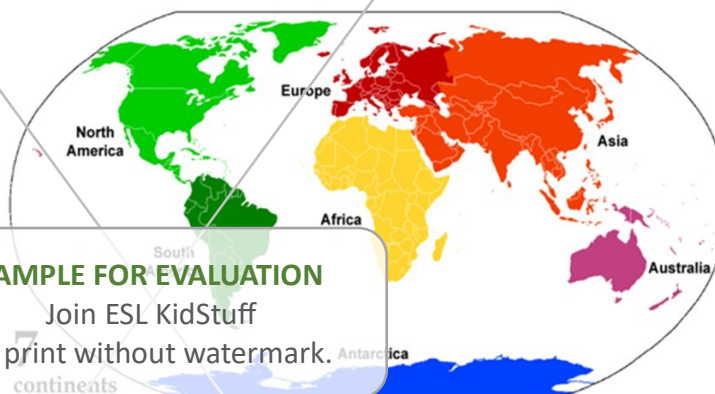 Europe
North
America
Asia
Africa
South
AMPLE FOR EVALUATION
Australia
Join ESL KidStuff
print without watermark.
Antarctica
7
continents